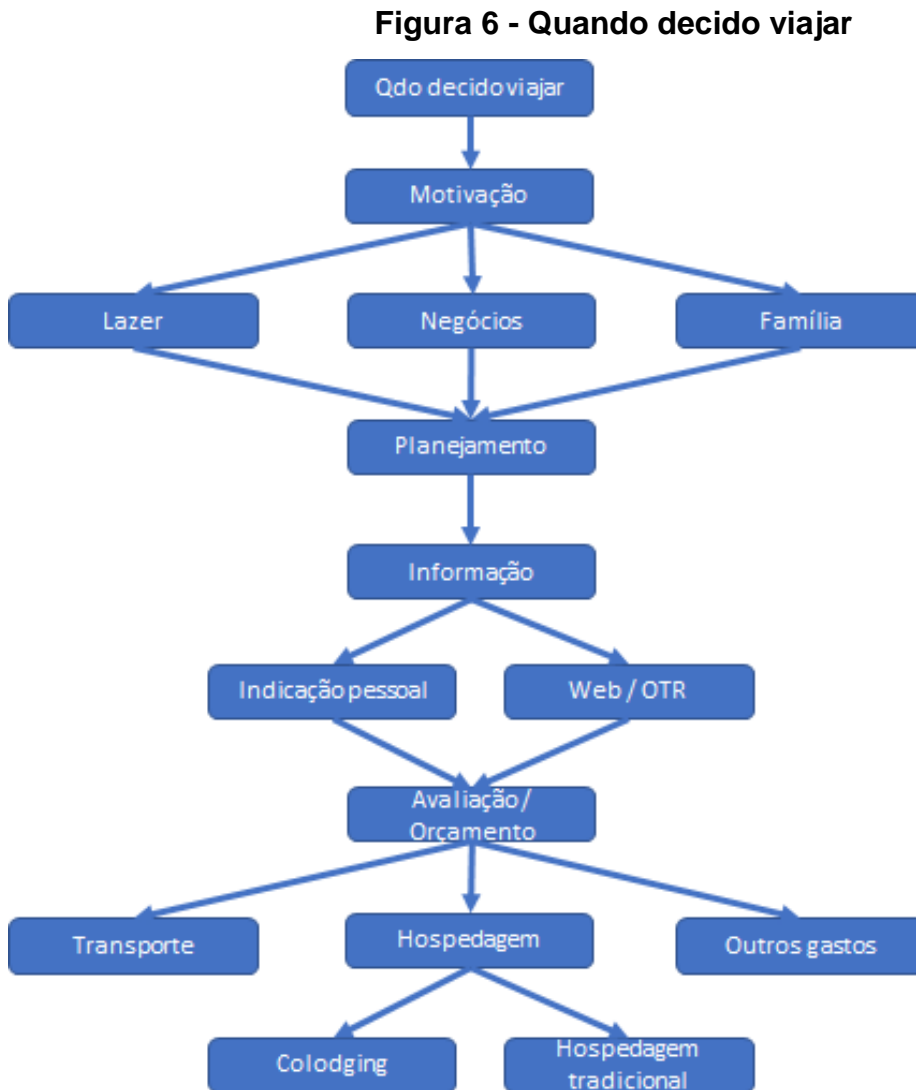 Figura 6 - Quando decido viajar
Qdo decido viajar
Motivação
Lazer
Negócios
Família
Planejamento
Informação
Indicação pessoal
Web / OTR
Avaliação/
Orçamento
Transporte
Hospedagem
Outros gastos
Colodging
Hospedagem
tradicional